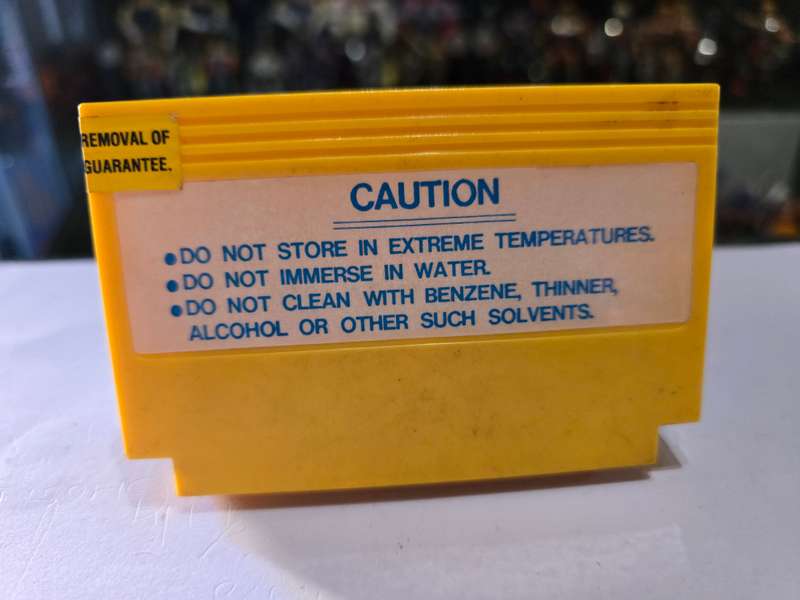 REMOVAL OF
GUARANTEE.
CAUTION
●DO NOT STORE IN EXTREME TEMPERATURES.
●DO NOT IMMERSE IN WATER.
●DO NOT CLEAN WITH BENZENE, THINNER,
ALCOHOL OR OTHER SUCH SOLVENTS.